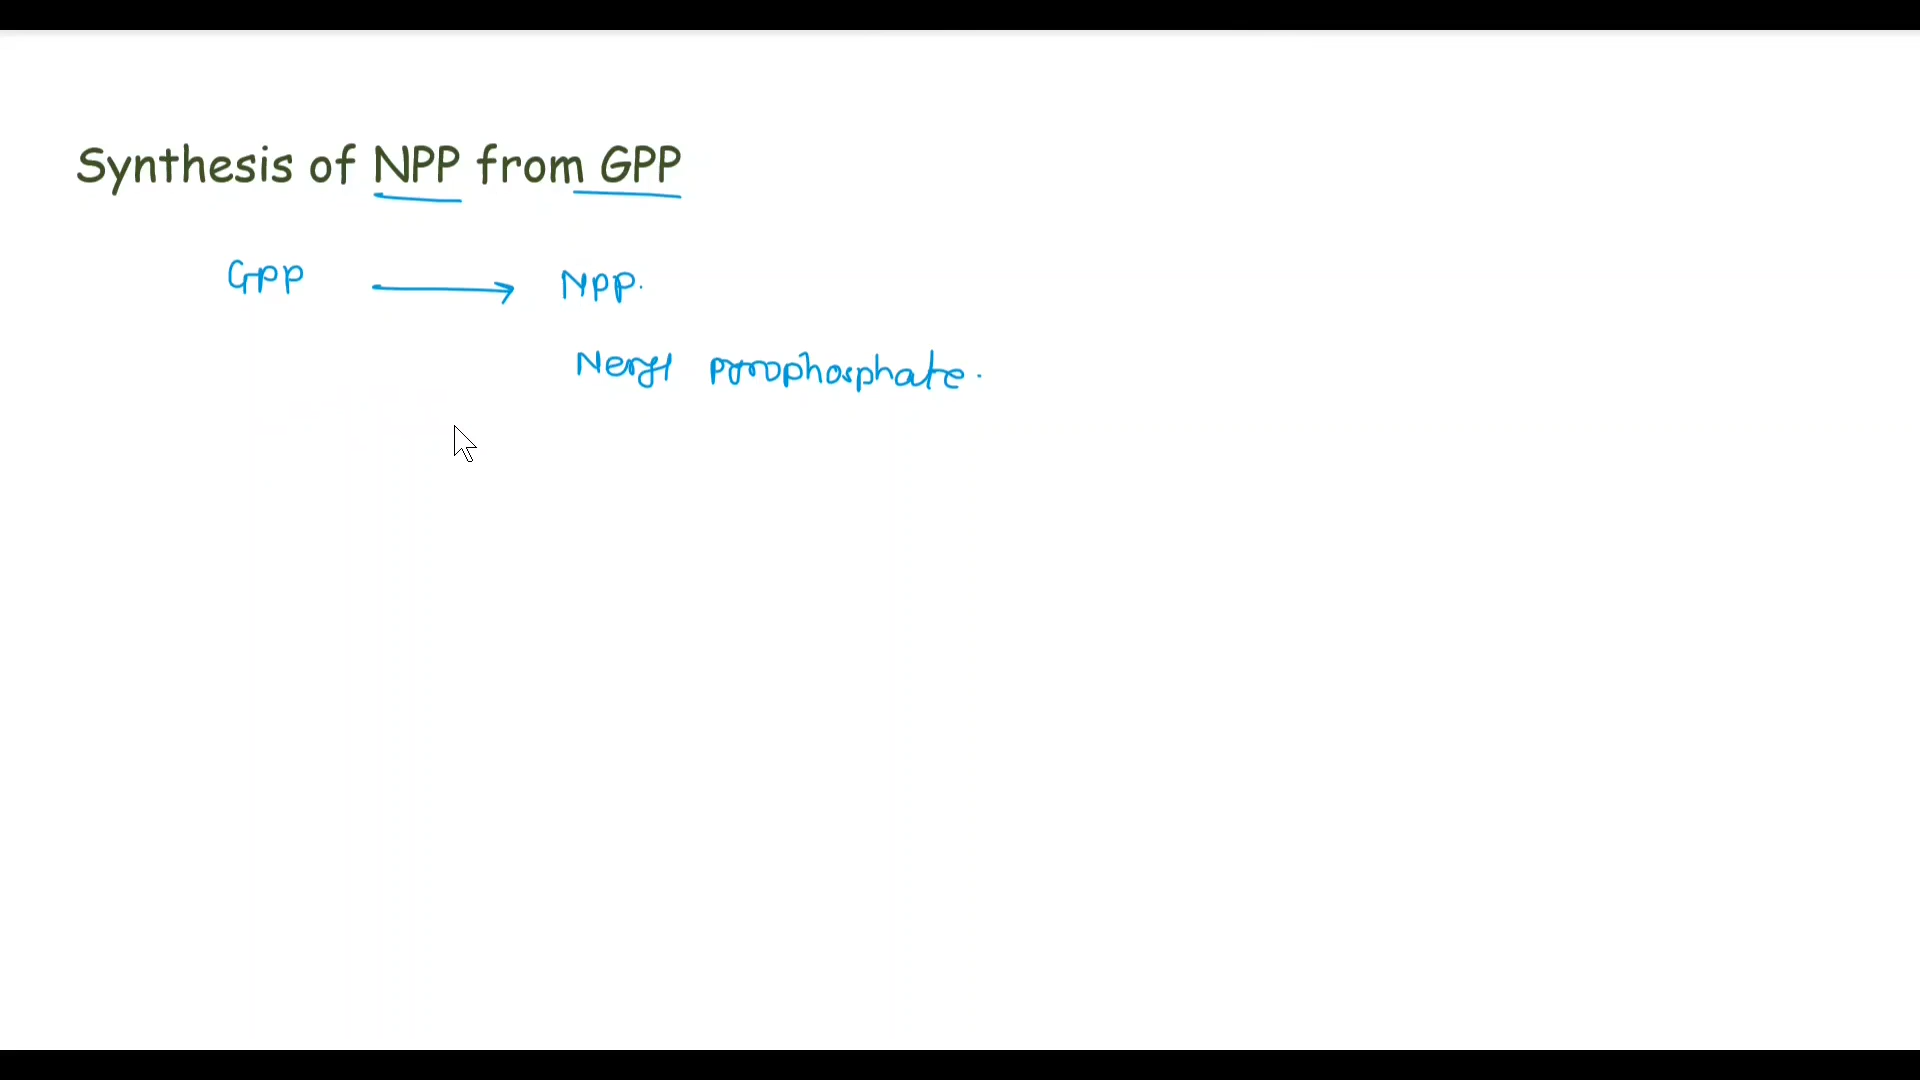 Synthesis of NPP from GPP
GPP → NPP.
Neryl pyrophosphate.